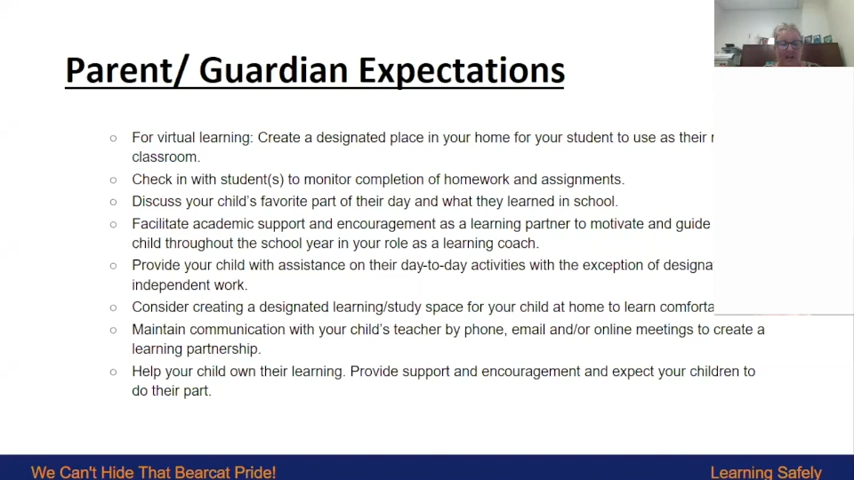 Parent/ Guardian Expectations
○ For virtual learning: Create a designated place in your home for your student to use as their
classroom.
○ Check in with student(s) to monitor completion of homework and assignments.
○ Discuss your child's favorite part of their day and what they learned in school.
○ Facilitate academic support and encouragement as a learning partner to motivate and guide
child throughout the school year in your role as a learning coach.
○ Provide your child with assistance on their day-to-day activities with the exception of
independent work.
○ Consider creating a designated learning/study space for your child at home to learn
○ Maintain communication with your child's teacher by phone, email and/or online meetings to create a
learning partnership.
○ Help your child own their learning. Provide support and encouragement and expect your children to
do their part.
We Can't Hide That Bearcat Pride!
Learning Safely